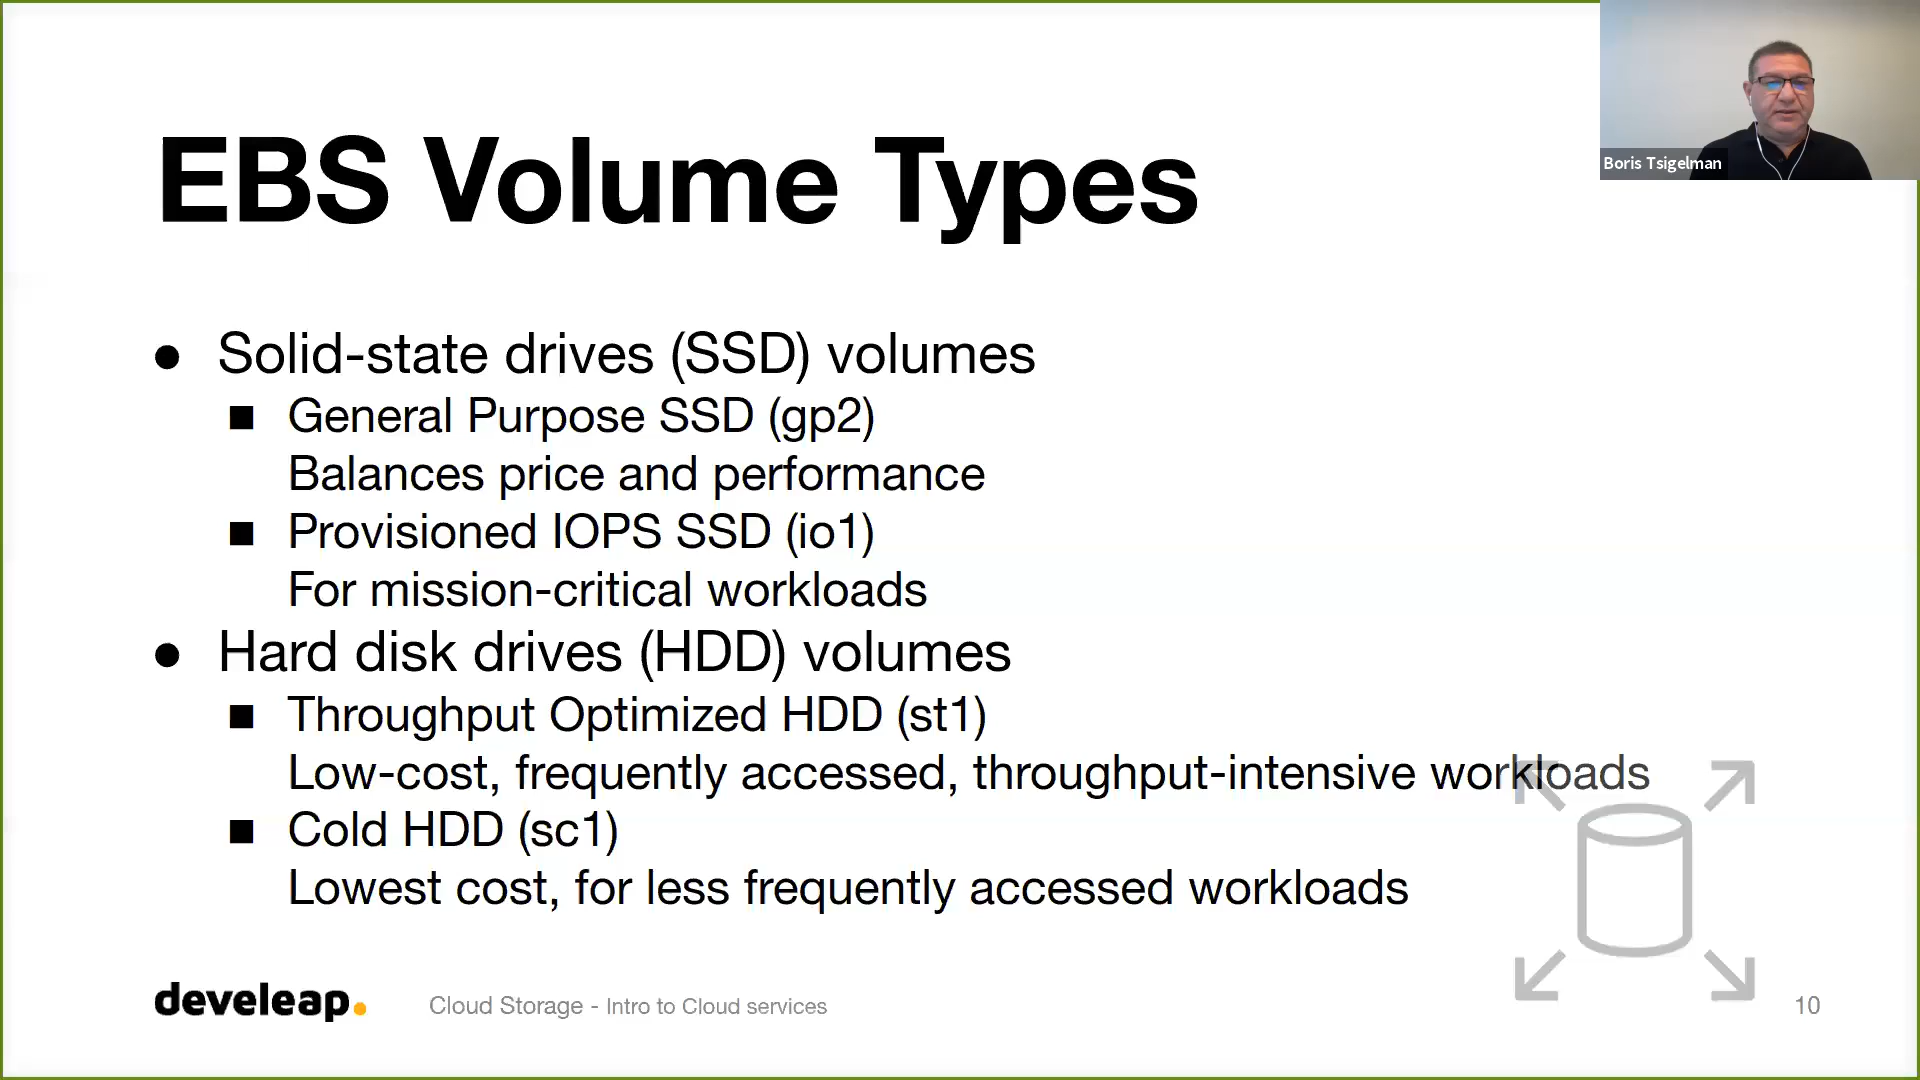 EBS Volume Types
Boris Tsigelman
● Solid-state drives (SSD) volumes
■ General Purpose SSD (gp2)
Balances price and performance
■ Provisioned IOPS SSD (io1)
For mission-critical workloads
● Hard disk drives (HDD) volumes
■ Throughput Optimized HDD (st1)
Low-cost, frequently accessed, throughput-intensive workloads
■ Cold HDD (sc1)
Lowest cost, for less frequently accessed workloads
develeap.
Cloud Storage - Intro to Cloud services
10